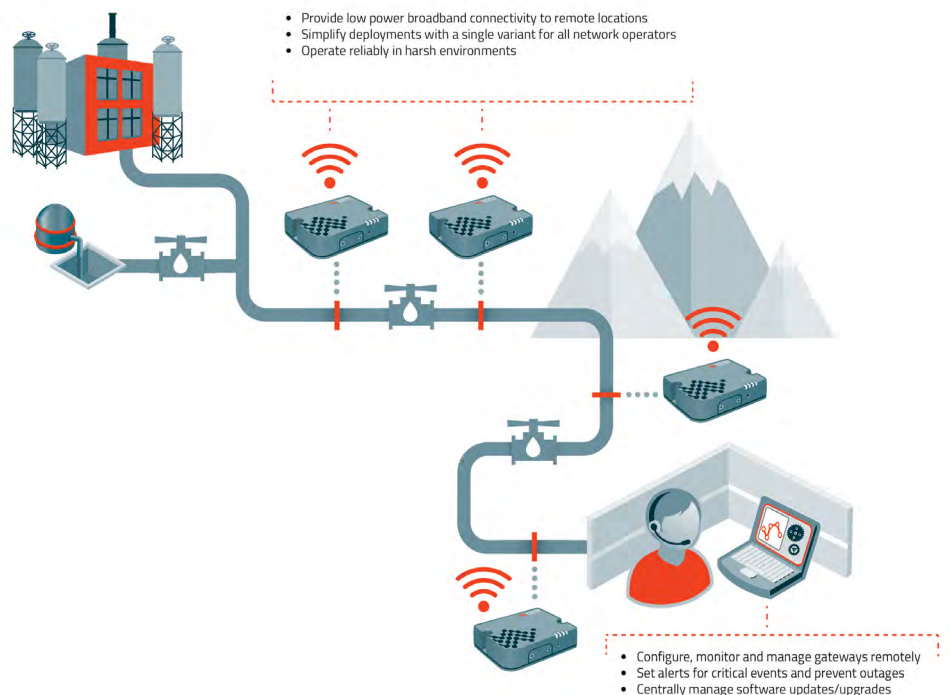 • Provide low power broadband connectivity to remote locations
• Simplify deployments with a single variant for all network operators
• Operate reliably in harsh environments
• Configure, monitor and manage gateways remotely
• Set alerts for critical events and prevent outages
• Centrally manage software updates/upgrades